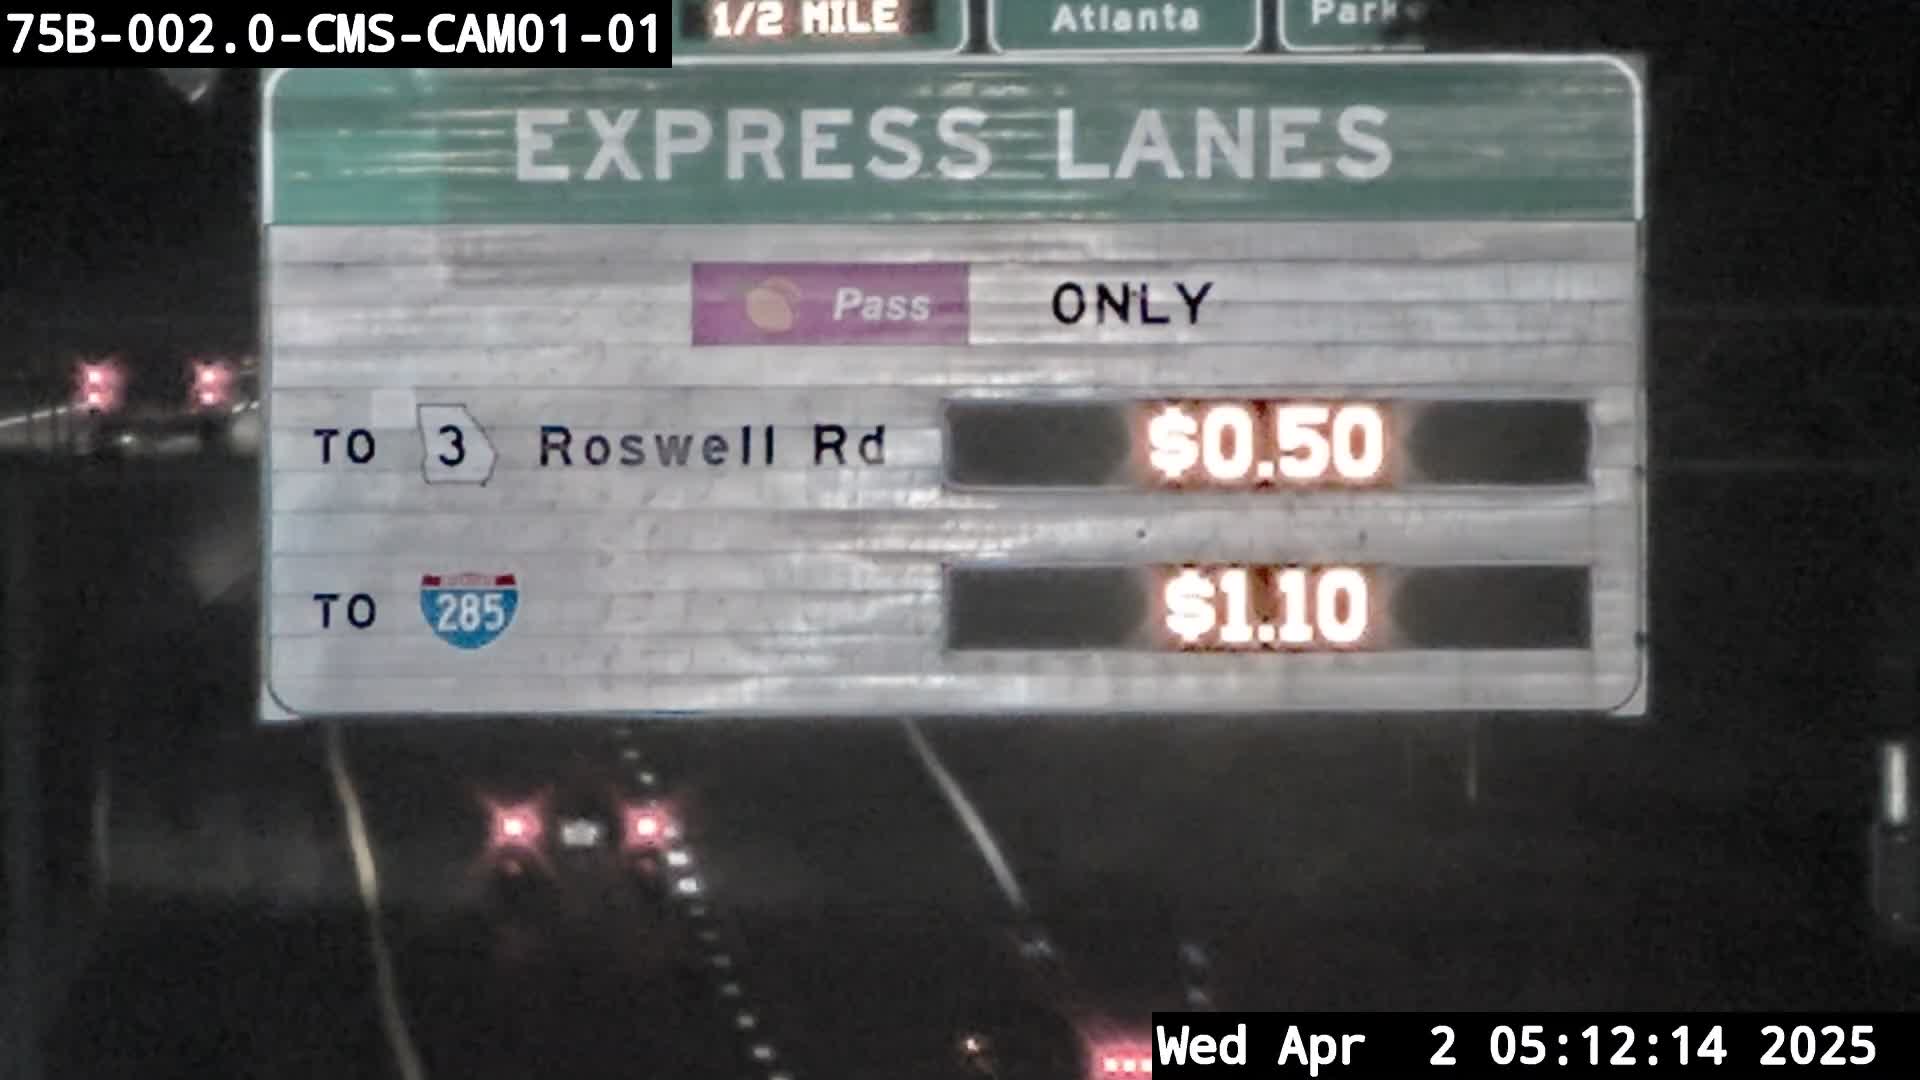 75B-002.0-CMS-CAM01-01
1/2 MILE
Atlanta
EXPRESS LANES
Pass ONLY
TO 3 Roswell Rd $0.50
TO 285 $1.10
Wed Apr 2 05:12:14 2025